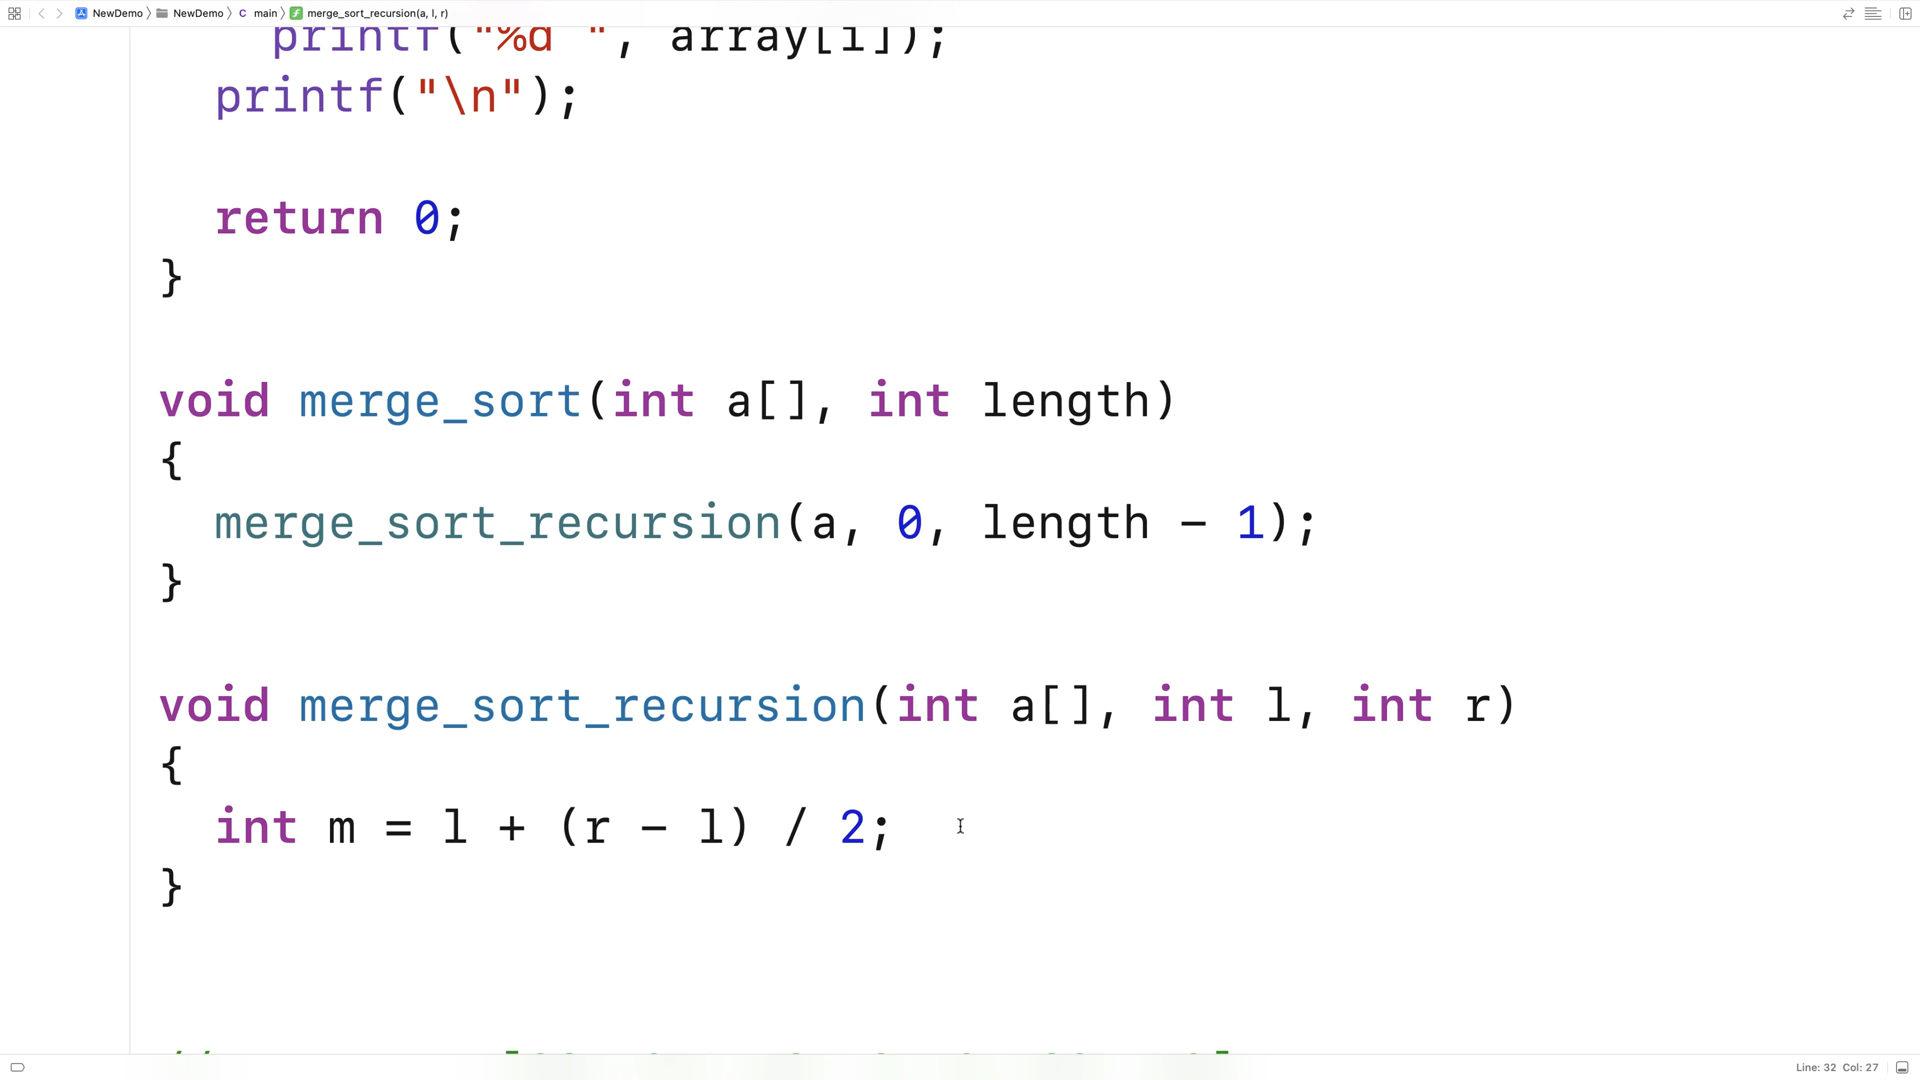 NewDemo NewDemo C main f merge_sort_recursion(a, l, r)
printf("%d ", array[i]);
printf("\n");
return 0;
}
void merge_sort(int a[], int length)
{
merge_sort_recursion(a, 0, length - 1);
}
void merge_sort_recursion(int a[], int l, int r)
{
int m = l + (r - l) / 2;
}
Line: 32 Col: 27